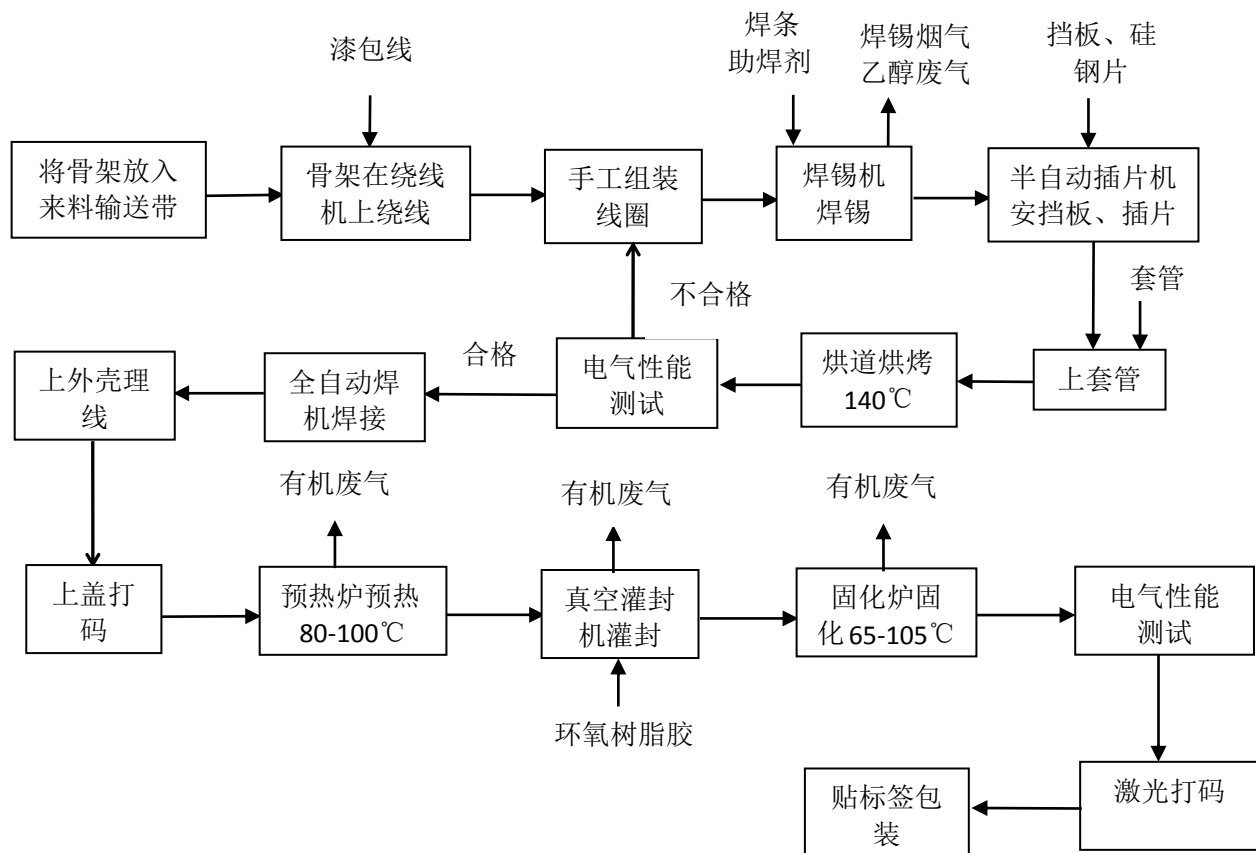 漆包线
焊条
助焊剂
焊锡烟气
乙醇废气
挡板、硅
钢片
将骨架放入
来料输送带
骨架在绕线
机上绕线
手工组装
线圈
焊锡机
焊锡
半自动插片机
安挡板、插片
不合格
套管
上外壳理
线
全自动焊
机焊接
合格
电气性能
测试
烘道烘烤
140℃
上套管
有机废气
有机废气
有机废气
上盖打
码
预热炉预热
80-100℃
真空灌封
机灌封
固化炉固
化 65-105℃
电气性能
测试
环氧树脂胶
贴标签包
装
激光打码